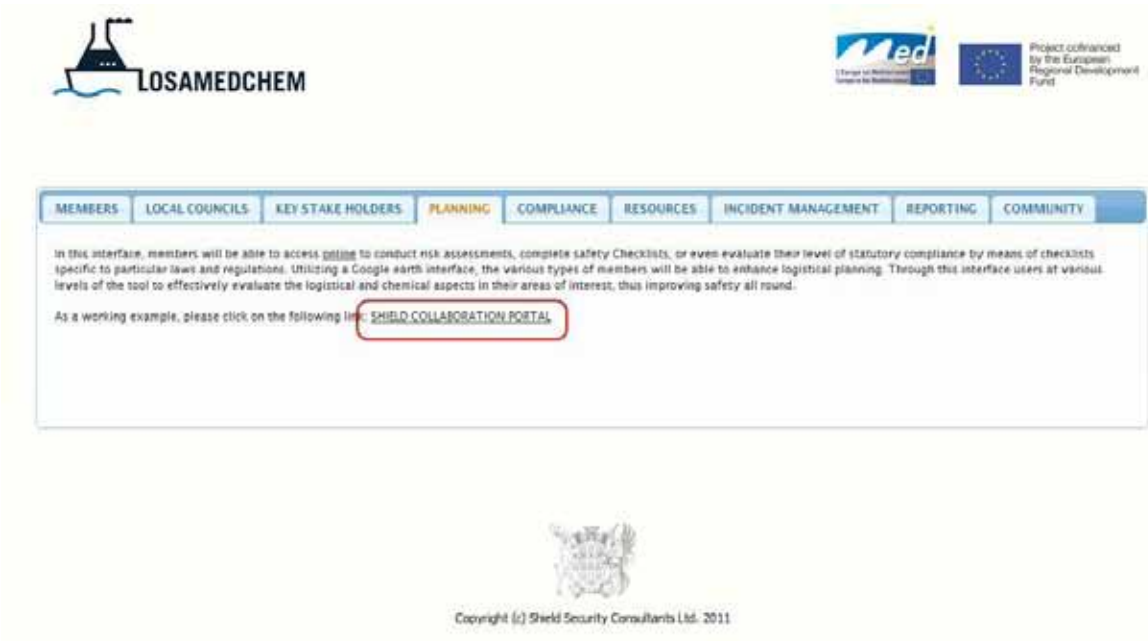 LOSAMEDCHEM
Med
Project cofinanced
by the European
Regional Development
Fund
MEMBERS LOCAL COUNCILS KEY STAKE HOLDERS PLANNING COMPLIANCE RESOURCES INCIDENT MANAGEMENT REPORTING COMMUNITY
In this interface, members will be able to access online to conduct risk assessments, complete safety Checklists, or even evaluate their level of statutory compliance by means of checklists
specific to particular laws and regulations. Utilizing a Google earth interface, the various types of members will be able to enhance logistical planning. Through this interface users at various
levels of the tool to effectively evaluate the logistical and chemical aspects in their areas of interest, thus improving safety all round.
As a working example, please click on the following link: SHIELD COLLABORATION PORTAL
Copyright (c) Shield Security Consultants Ltd. 2011